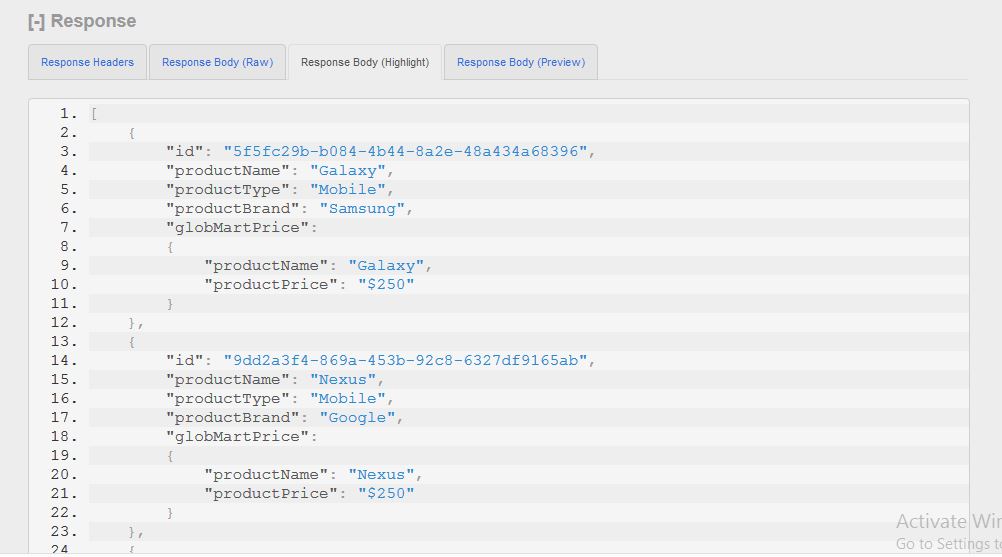 [-] Response
Response Headers Response Body (Raw) Response Body (Highlight) Response Body (Preview)
1. [
2. {
3. "id": "5f5fc29b-b084-4b44-8a2e-48a434a68396",
4. "productName": "Galaxy",
5. "productType": "Mobile",
6. "productBrand": "Samsung",
7. "globMartPrice":
8. {
9. "productName": "Galaxy",
10. "productPrice": "$250"
11. }
12. },
13. {
14. "id": "9dd2a3f4-869a-453b-92c8-6327df9165ab",
15. "productName": "Nexus",
16. "productType": "Mobile",
17. "productBrand": "Google",
18. "globMartPrice":
19. {
20. "productName": "Nexus",
21. "productPrice": "$250"
22. }
23. },
24. {
Activate Win
Go to Settings t